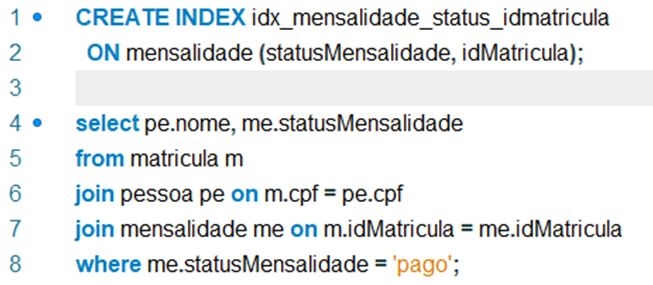 1 CREATE INDEX idx_mensalidade_status_idmatricula
2 ON mensalidade (statusMensalidade, idMatricula);
3
4 select pe.nome, me.statusMensalidade
5 from matricula m
6 join pessoa pe on m.cpf = pe.cpf
7 join mensalidade me on m.idMatricula = me.idMatricula
8 where me.statusMensalidade = 'pago';